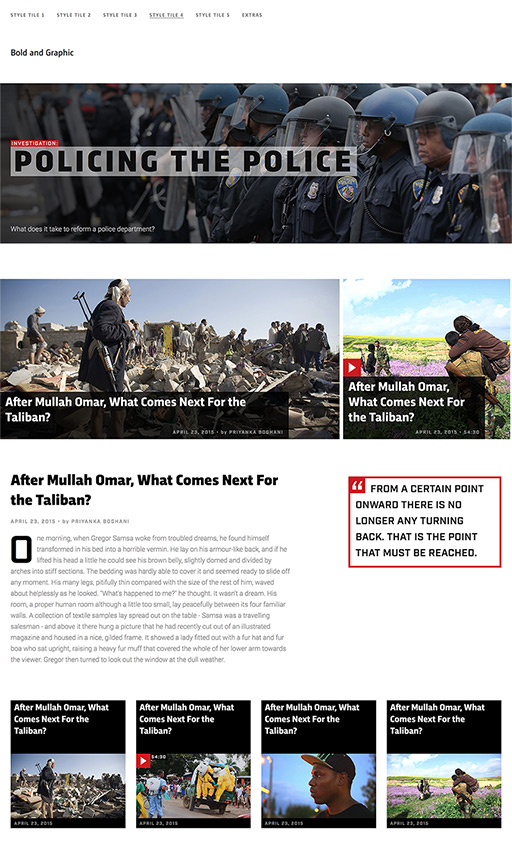 STYLE TILE 1 STYLE TILE 2 STYLE TILE 3 STYLE TILE 4 STYLE TILE 5 EXTRAS
Bold and Graphic
INVESTIGATION:
POLICING THE POLICE
What does it take to reform a police department?
After Mullah Omar, What Comes Next For the
Taliban?
APRIL 23, 2015 • by PRIYANKA BOGHANI
After Mullah Omar,
What Comes Next For the
Taliban?
APRIL 23, 2015 • 54:30
After Mullah Omar, What Comes Next For
the Taliban?
APRIL 23, 2015 • by PRIYANKA BOGHANI
One morning, when Gregor Samsa woke from troubled dreams, he found himself
transformed in his bed into a horrible vermin. He lay on his armour-like back, and if he
lifted his head a little he could see his brown belly, slightly domed and divided by
arches into stiff sections. The bedding was hardly able to cover it and seemed ready to slide off
any moment. His many legs, pitifully thin compared with the size of the rest of him, waved
about helplessly as he looked. "What's happened to me?" he thought. It wasn't a dream. His
room, a proper human room although a little too small, lay peacefully between its four familiar
walls. A collection of textile samples lay spread out on the table - Samsa was a travelling
salesman - and above it there hung a picture that he had recently cut out of an illustrated
magazine and housed in a nice, gilded frame. It showed a lady fitted out with a fur hat and fur
boa who sat upright, raising a heavy fur muff that covered the whole of her lower arm towards
the viewer. Gregor then turned to look out the window at the dull weather.
“ FROM A CERTAIN POINT
ONWARD THERE IS NO
LONGER ANY TURNING
BACK. THAT IS THE POINT
THAT MUST BE REACHED.
After Mullah Omar, What
Comes Next For the
Taliban?
APRIL 23, 2015
After Mullah Omar, What
Comes Next For the
Taliban?
54:30
APRIL 23, 2015
After Mullah Omar, What
Comes Next For the
Taliban?
APRIL 23, 2015
After Mullah Omar, What
Comes Next For the
Taliban?
APRIL 23, 2015